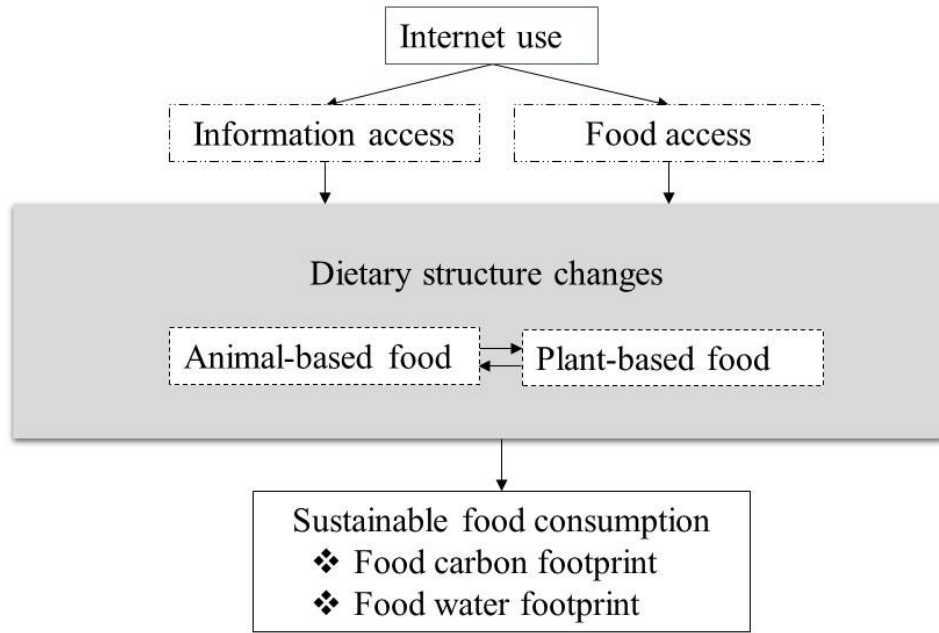 Internet use
Information access
Food access
Dietary structure changes
Animal-based food
Plant-based food
Sustainable food consumption
❖ Food carbon footprint
❖ Food water footprint